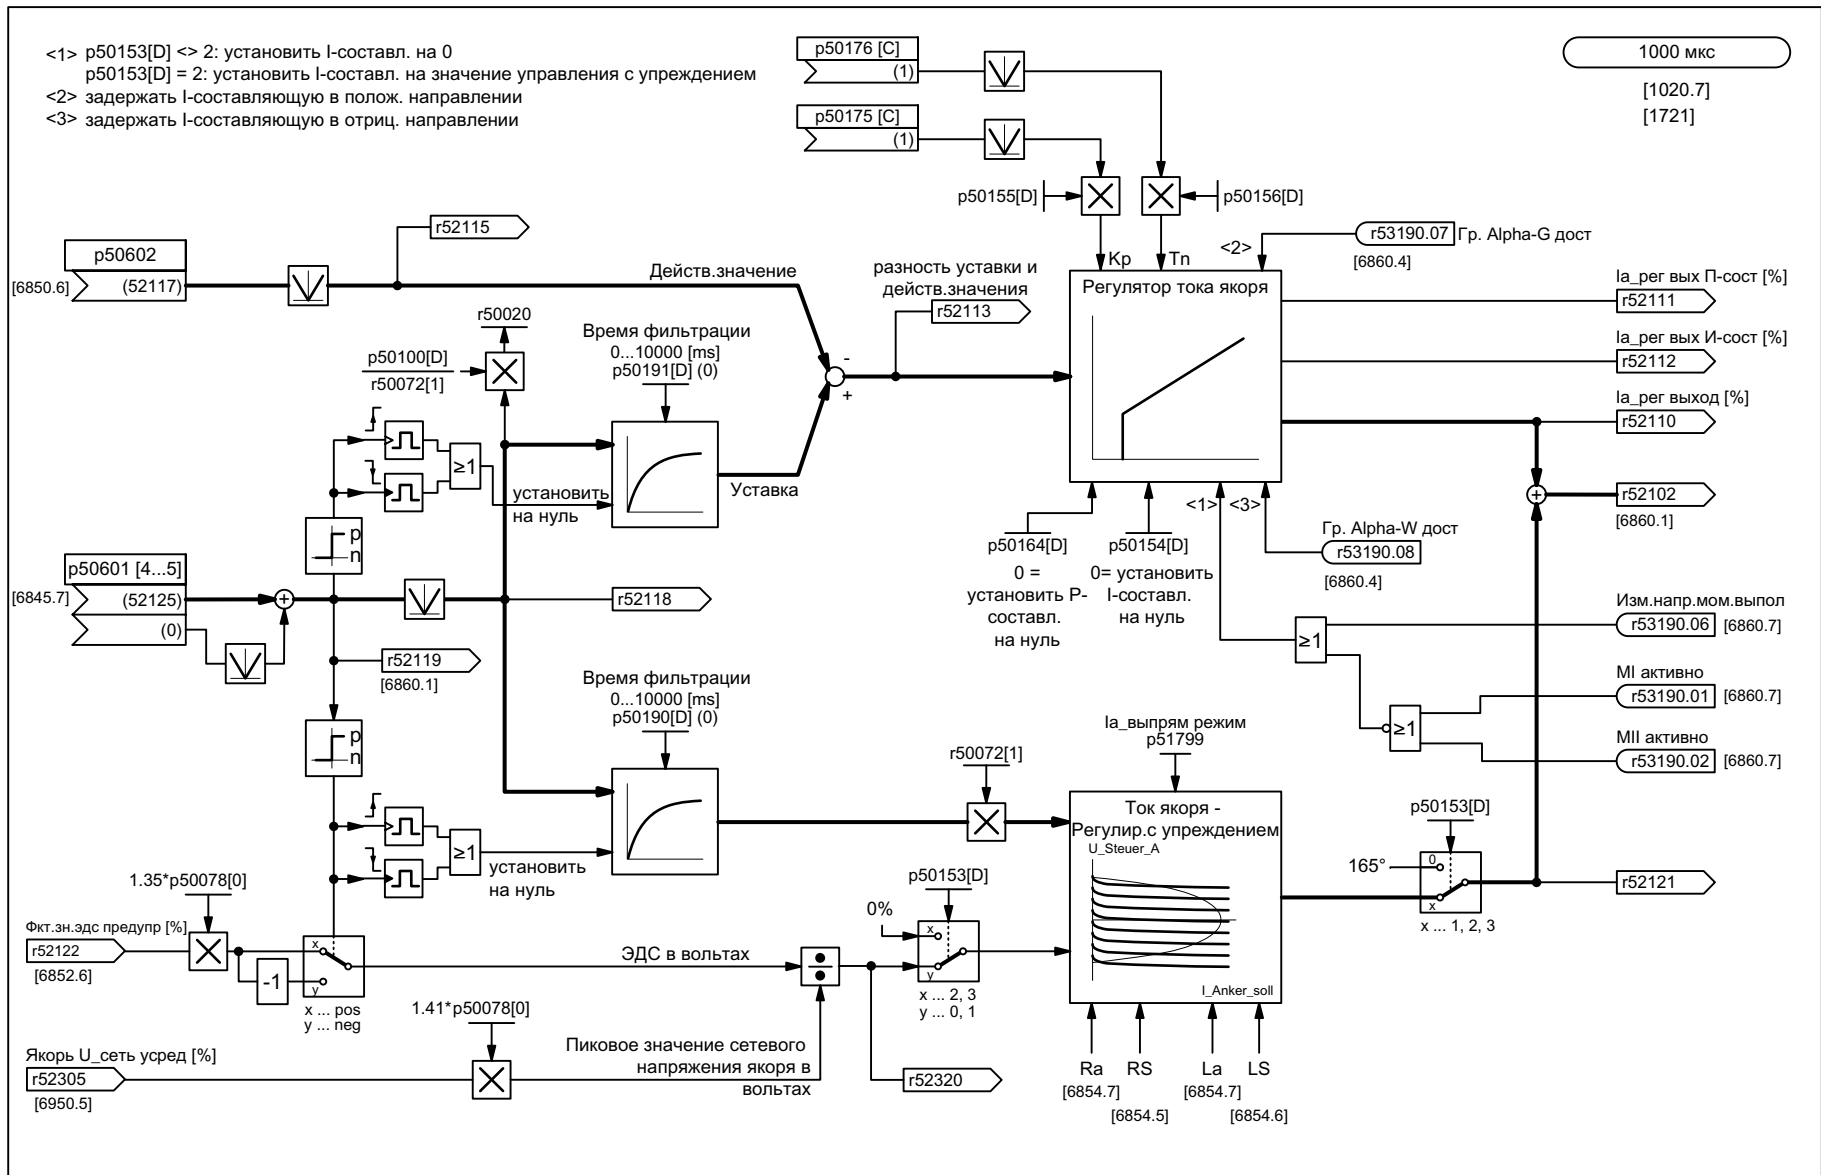 <1> p50153[D] <> 2: установить I-составл. на 0
p50153[D] = 2: установить I-составл. на значение управления с упреждением
<2> задержать I-составляющую в полож. направлении
<3> задержать I-составляющую в отриц. направлении
p50176 [C]
(1)
p50175 [C]
(1)
1000 мкс
[1020.7]
[1721]
p50155[D]
p50156[D]
r52115
p50602
[6850.6]
(52117)
Действ.значение
разность уставки и
действ.значения
r52113
Kp
Tn
<2>
r53190.07
Гр. Alpha-G дост
[6860.4]
Регулятор тока якоря
Ia_рег вых П-сост [%]
r52111
Ia_рег вых И-сост [%]
r52112
Ia_рег выход [%]
r52110
r52102
[6860.1]
r50020
p50100[D]
r50072[1]
Время фильтрации
0...10000 [ms]
p50191[D] (0)
-
+
≥1
установить
на нуль
Уставка
p
n
<1>
<3>
p50164[D]
0 =
установить P-
составл.
на нуль
p50154[D]
0= установить
I-составл.
на нуль
Гр. Alpha-W дост
r53190.08
[6860.4]
p50601 [4...5]
[6845.7]
(52125)
(0)
+
r52118
r52119
[6860.1]
+
Изм.напр.мом.выпол
r53190.06
[6860.7]
≥1
MI активно
r53190.01
[6860.7]
≥1
MII активно
r53190.02
[6860.7]
p
n
Время фильтрации
0...10000 [ms]
p50190[D] (0)
≥1
установить
на нуль
r50072[1]
Ia_выпрям режим
p51799
Ток якоря -
Регулир.с упреждением
U_Steuer_A
I_Anker_soll
p50153[D]
165°
0
x
x ... 1, 2, 3
r52121
1.35*p50078[0]
Фкт.зн.эдс предупр [%]
r52122
[6852.6]
-1
x
y
x ... pos
y ... neg
ЭДС в вольтах
p50153[D]
0%
x
y
x ... 2, 3
y ... 0, 1
1.41*p50078[0]
Якорь U_сеть усред [%]
r52305
[6950.5]
Пиковое значение сетевого
напряжения якоря в
вольтах
r52320
Ra
RS
La
LS
[6854.7]
[6854.5]
[6854.7]
[6854.6]